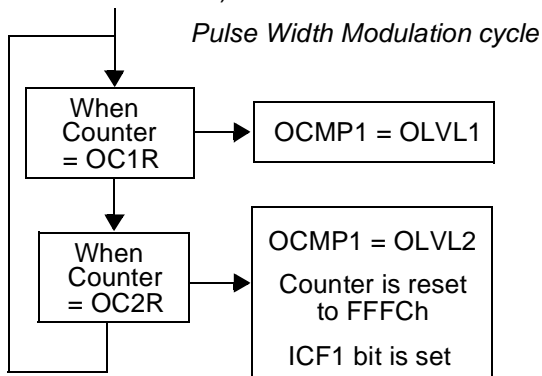 Pulse Width Modulation cycle
When
Counter
= OC1R
OCMP1 = OLVL1
When
Counter
= OC2R
OCMP1 = OLVL2
Counter is reset
to FFFCh
ICF1 bit is set